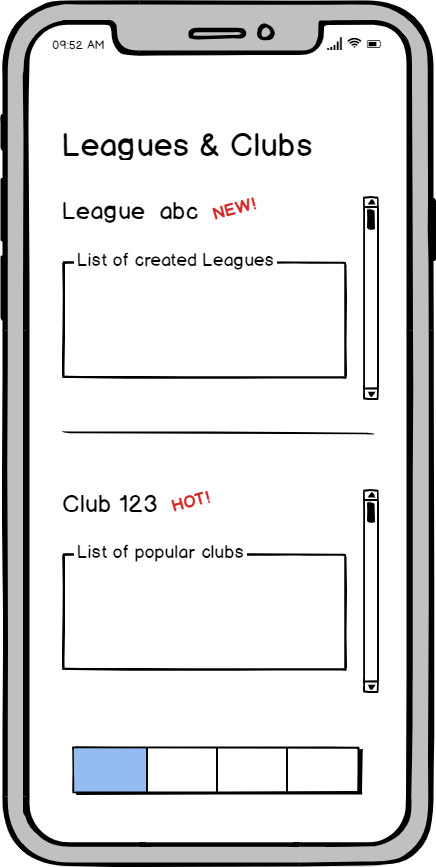 09:52 AM
Leagues & Clubs
League abc NEW!
List of created Leagues
Club 123 HOT!
List of popular clubs